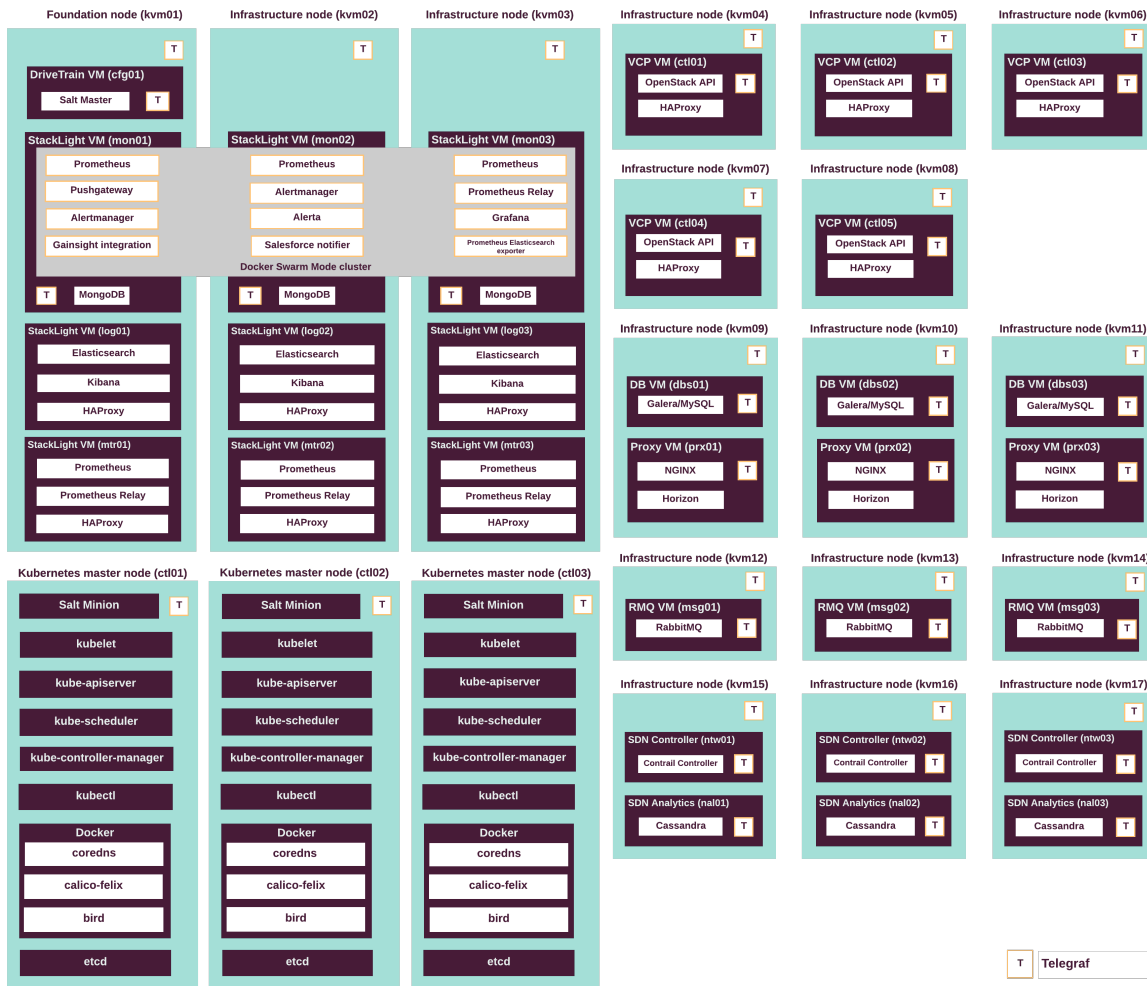 Foundation node (kvm01)
T
DriveTrain VM (cfg01)
Salt Master
T
StackLight VM (mon01)
Prometheus
Pushgateway
Alertmanager
Gainsight integration
T
MongoDB
StackLight VM (log01)
Elasticsearch
Kibana
HAProxy
StackLight VM (mtr01)
Prometheus
Prometheus Relay
HAProxy
Infrastructure node (kvm02)
T
StackLight VM (mon02)
Prometheus
Alertmanager
Alerta
Salesforce notifier
Docker Swarm Mode cluster
T
MongoDB
StackLight VM (log02)
Elasticsearch
Kibana
HAProxy
StackLight VM (mtr02)
Prometheus
Prometheus Relay
HAProxy
Infrastructure node (kvm03)
T
StackLight VM (mon03)
Prometheus
Prometheus Relay
Grafana
Prometheus Elasticsearch
exporter
T
MongoDB
StackLight VM (log03)
Elasticsearch
Kibana
HAProxy
StackLight VM (mtr03)
Prometheus
Prometheus Relay
HAProxy
Infrastructure node (kvm04)
T
VCP VM (ctl01)
OpenStack API
T
HAProxy
Infrastructure node (kvm05)
T
VCP VM (ctl02)
OpenStack API
T
HAProxy
Infrastructure node (kvm06)
T
VCP VM (ctl03)
OpenStack API
T
HAProxy
Infrastructure node (kvm07)
T
VCP VM (ctl04)
OpenStack API
T
HAProxy
Infrastructure node (kvm08)
T
VCP VM (ctl05)
OpenStack API
T
HAProxy
Infrastructure node (kvm09)
T
DB VM (dbs01)
Galera/MySQL
T
Proxy VM (prx01)
NGINX
T
Horizon
Infrastructure node (kvm10)
T
DB VM (dbs02)
Galera/MySQL
T
Proxy VM (prx02)
NGINX
T
Horizon
Infrastructure node (kvm11)
T
DB VM (dbs03)
Galera/MySQL
T
Proxy VM (prx03)
NGINX
T
Horizon
Infrastructure node (kvm12)
T
RMQ VM (msg01)
RabbitMQ
T
Infrastructure node (kvm13)
T
RMQ VM (msg02)
RabbitMQ
T
Infrastructure node (kvm14)
T
RMQ VM (msg03)
RabbitMQ
T
Infrastructure node (kvm15)
T
SDN Controller (ntw01)
Contrail Controller
T
SDN Analytics (nal01)
Cassandra
T
Infrastructure node (kvm16)
T
SDN Controller (ntw02)
Contrail Controller
T
SDN Analytics (nal02)
Cassandra
T
Infrastructure node (kvm17)
T
SDN Controller (ntw03)
Contrail Controller
T
SDN Analytics (nal03)
Cassandra
T
Kubernetes master node (ctl01)
Salt Minion
T
kubelet
kube-apiserver
kube-scheduler
kube-controller-manager
kubectl
Docker
coredns
calico-felix
bird
etcd
Kubernetes master node (ctl02)
Salt Minion
T
kubelet
kube-apiserver
kube-scheduler
kube-controller-manager
kubectl
Docker
coredns
calico-felix
bird
etcd
Kubernetes master node (ctl03)
Salt Minion
T
kubelet
kube-apiserver
kube-scheduler
kube-controller-manager
kubectl
Docker
coredns
calico-felix
bird
etcd
T
Telegraf